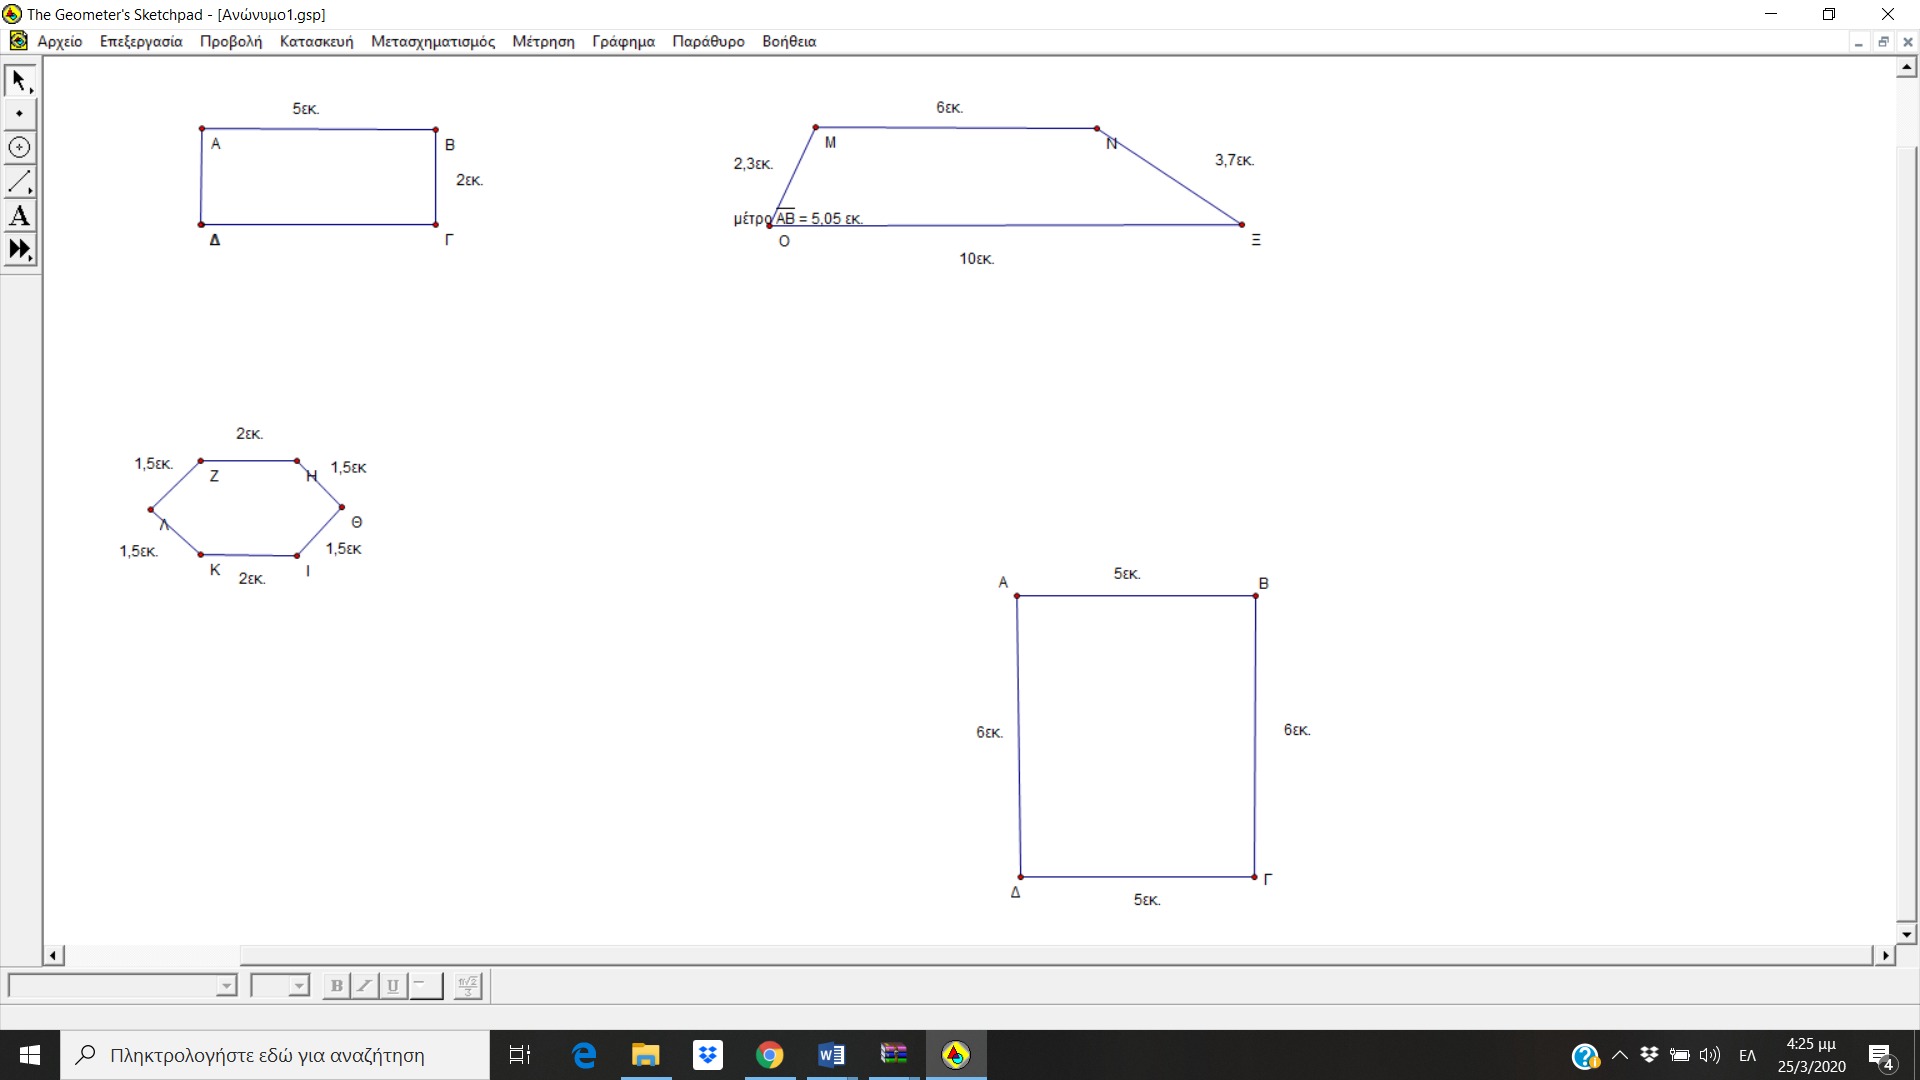 The Geometer's Sketchpad - [Ανώνυμο1.gsp]
Αρχείο Επεξεργασία Προβολή Κατασκευή Μετασχηματισμός Μέτρηση Γράφημα Παράθυρο Βοήθεια
A
5εκ.
Α
Β
2εκ.
Δ
Γ
6εκ.
Μ
Ν
2,3εκ.
3,7εκ.
μέτρο ΑΒ = 5,05 εκ.
Ο
Ξ
10εκ.
2εκ.
1,5εκ.
Ζ
Η
1,5εκ
Λ
Θ
1,5εκ.
1,5εκ
Κ
Ι
2εκ.
Α
5εκ.
Β
6εκ.
6εκ.
Δ
Γ
5εκ.
B I U
Πληκτρολογήστε εδώ για αναζήτηση
ΕΛ
4:25 μμ
25/3/2020
4